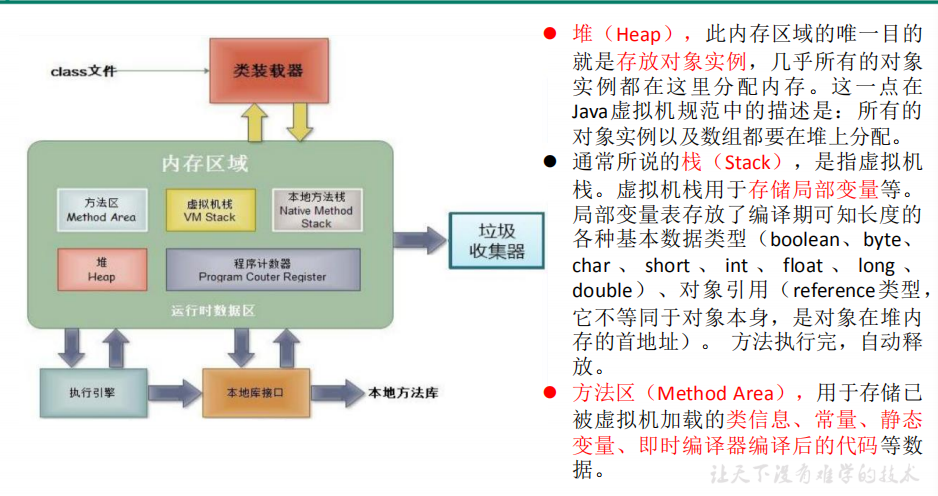 class文件
类装载器
内存区域
方法区
Method Area
虚拟机栈
VM Stack
本地方法栈
Native Method
Stack
堆
Heap
程序计数器
Program Couter Register
运行时数据区
垃圾
收集器
执行引擎
本地库接口
本地方法库
堆（Heap），此内存区域的唯一目的
就是存放对象实例，几乎所有的对象
实例都在这里分配内存。这一点在
Java虚拟机规范中的描述是：所有的
对象实例以及数组都要在堆上分配。
通常所说的栈（Stack），是指虚拟机
栈。虚拟机栈用于存储局部变量等。
局部变量表存放了编译期可知长度的
各种基本数据类型（boolean、byte、
char 、 short 、 int 、 float 、 long 、
double）、对象引用（reference类型，
它不等同于对象本身，是对象在堆内
存的首地址）。 方法执行完，自动释
放。
方法区（Method Area），用于存储已
被虚拟机加载的类信息、常量、静态
变量、即时编译器编译后的代码等数
据。
让天下没有难学的技术